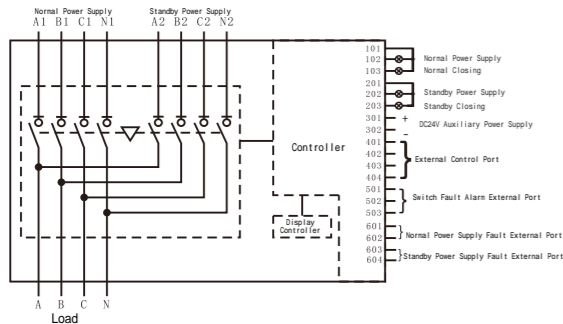 Normal Power Supply Standby Power Supply
A1 B1 C1 N1 A2 B2 C2 N2
101
102 Normal Power Supply
103 Normal Closing
201
202 Standby Power Supply
203 Standby Closing
301 +
DC24V Auxiliary Power Supply
302 −
Controller
401
402
External Control Port
403
404
501
Switch Fault Alarm External Port
502
503
Display
Controller
601
Normal Power Supply Fault External Port
602
603
Standby Power Supply Fault External Port
604
A B C N
Load